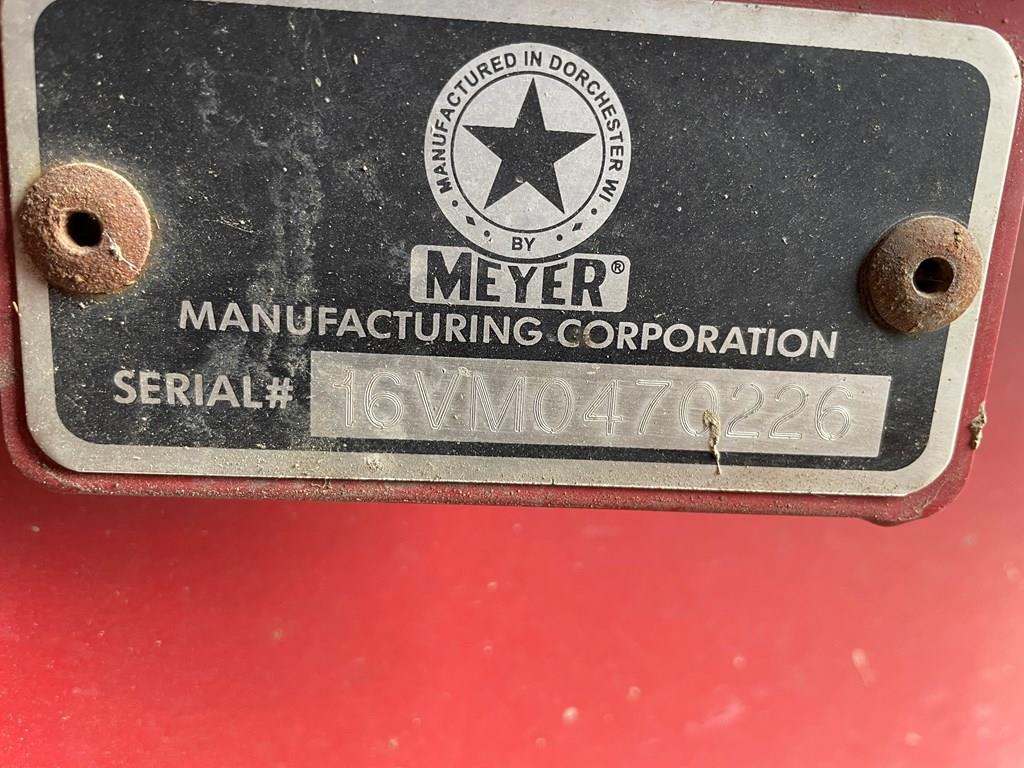 MANUFACTURED IN DORCHESTER WI
BY
MEYER®
MANUFACTURING CORPORATION
SERIAL# 16VM0470226